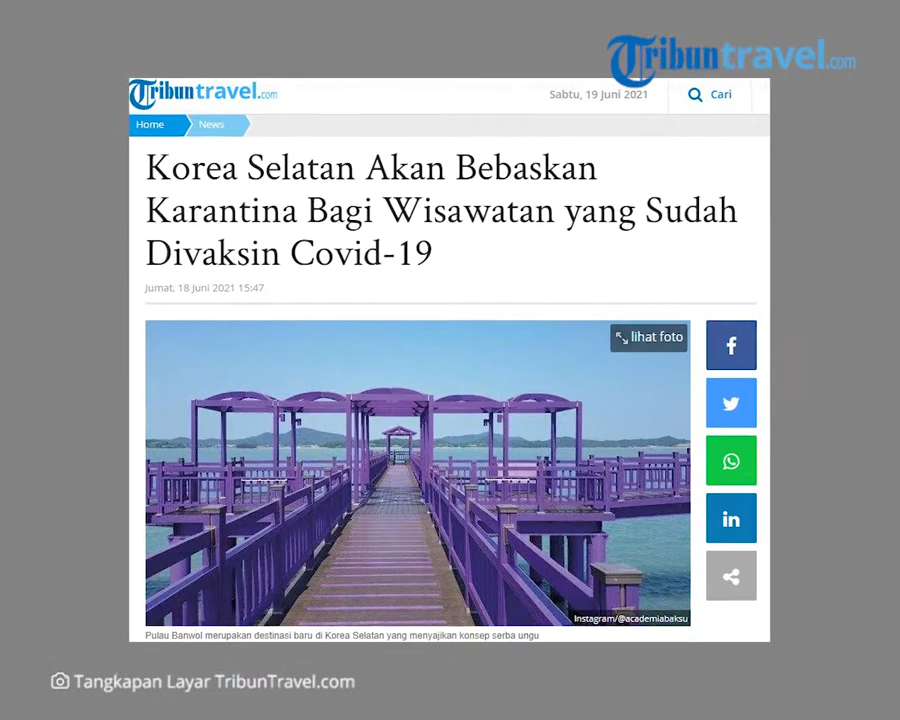 Tribuntravel.com
Tribuntravel.com
Sabtu, 19 Juni 2021
Cari
Home
News
Korea Selatan Akan Bebaskan
Karantina Bagi Wisawatan yang Sudah
Divaksin Covid-19
Jumat, 18 Juni 2021 15:47
lihat foto
Instagram/@academiabaksu
Pulau Banwol merupakan destinasi baru di Korea Selatan yang menyajikan konsep serba ungu
Tangkapan Layar TribunTravel.com